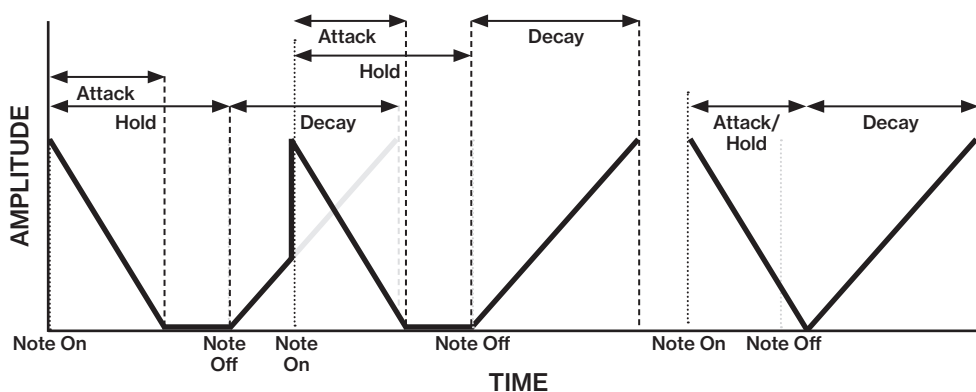 Attack
Decay
Hold
Attack
Hold
Decay
Attack/
Hold
Decay
AMPLITUDE
Note On
Note
Off
Note
On
Note Off
Note On
Note Off
TIME